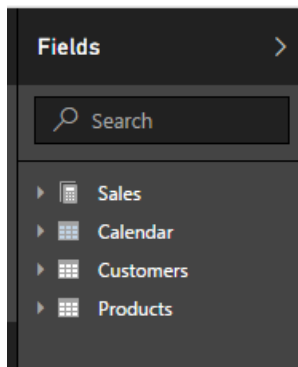 Fields
Search
Sales
Calendar
Customers
Products